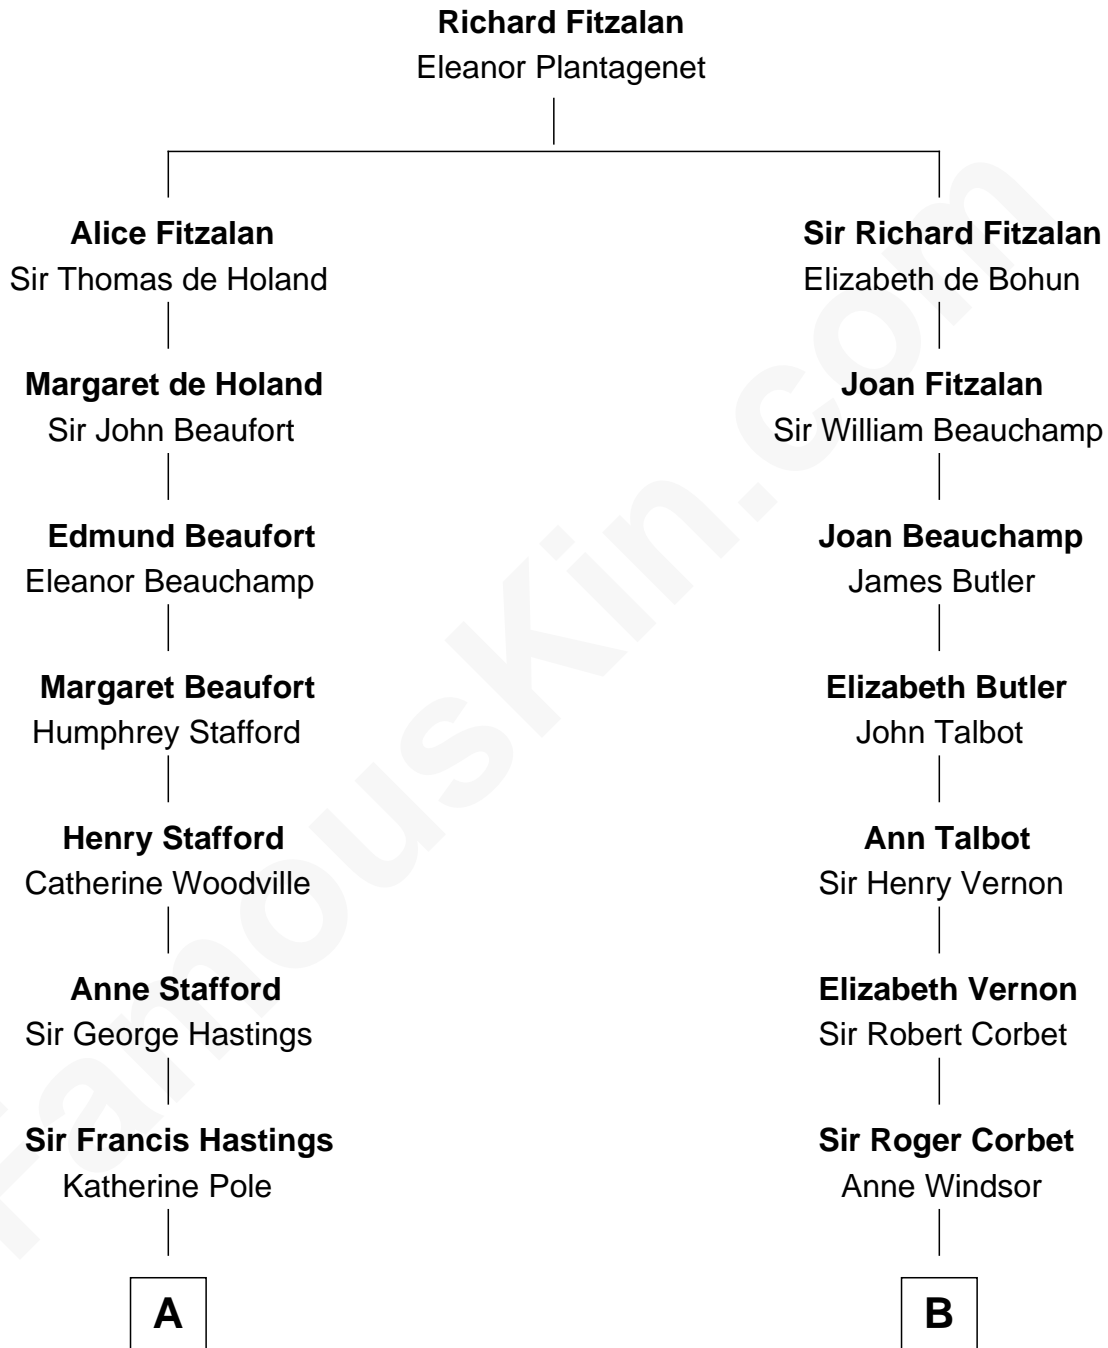 Richard Fitzalan
Eleanor Plantagenet
Alice Fitzalan
Sir Thomas de Holand
Margaret de Holand
Sir John Beaufort
Edmund Beaufort
Eleanor Beauchamp
Margaret Beaufort
Humphrey Stafford
Henry Stafford
Catherine Woodville
Anne Stafford
Sir George Hastings
Sir Francis Hastings
Katherine Pole
A
Sir Richard Fitzalan
Elizabeth de Bohun
Joan Fitzalan
Sir William Beauchamp
Joan Beauchamp
James Butler
Elizabeth Butler
John Talbot
Ann Talbot
Sir Henry Vernon
Elizabeth Vernon
Sir Robert Corbet
Sir Roger Corbet
Anne Windsor
B
FamousKin.com